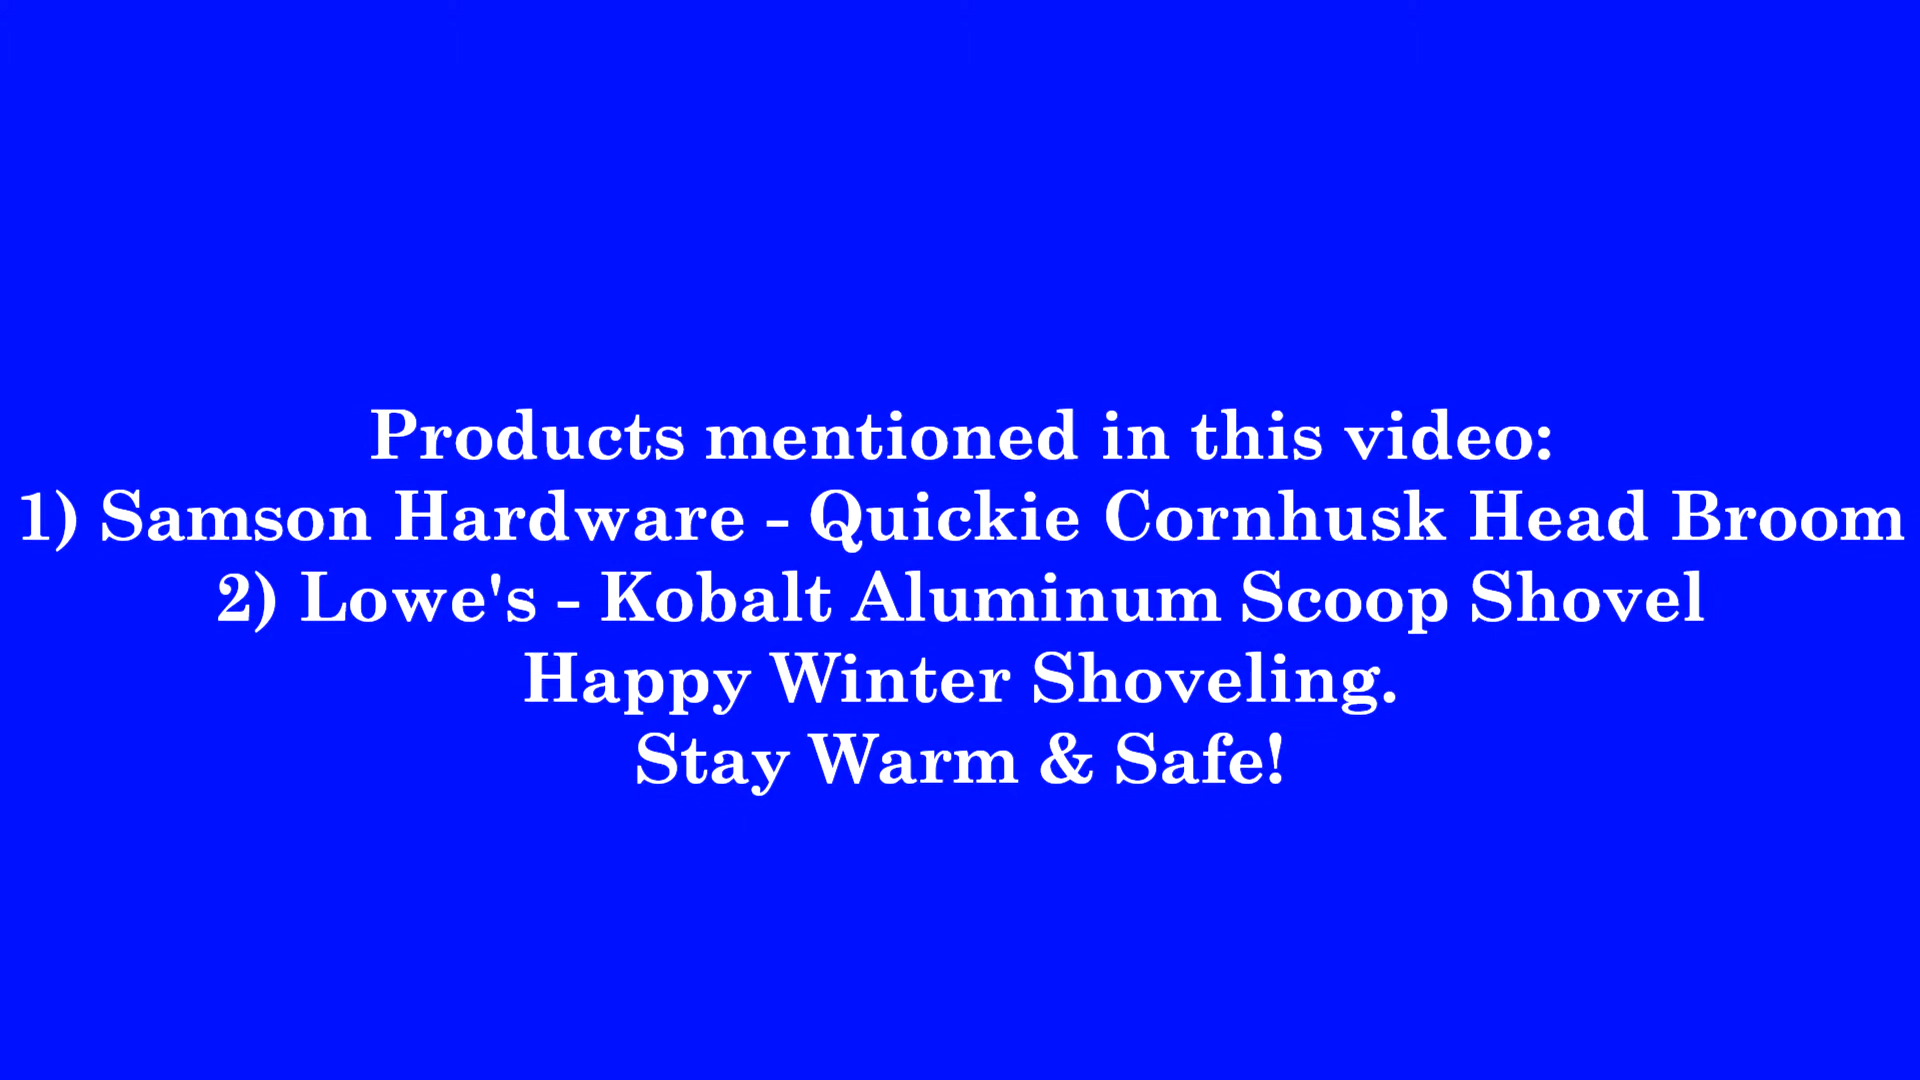 Products mentioned in this video:
1) Samson Hardware - Quickie Cornhusk Head Broom
2) Lowe's - Kobalt Aluminum Scoop Shovel
Happy Winter Shoveling.
Stay Warm & Safe!